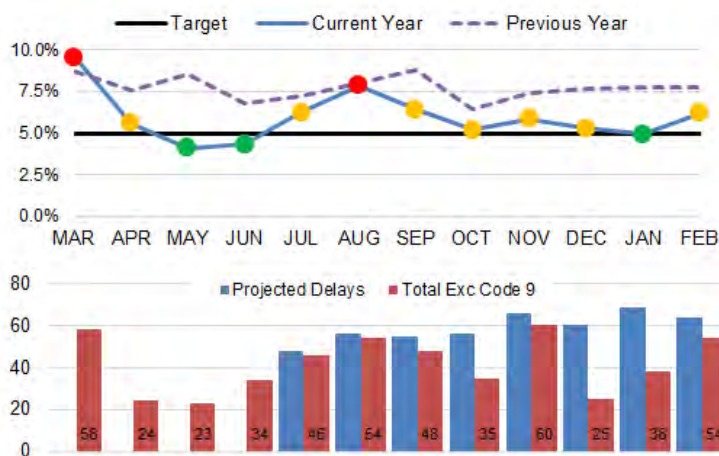 Target Current Year Previous Year
10.0%
7.5%
5.0%
2.5%
0.0%
MAR APR MAY JUN JUL AUG SEP OCT NOV DEC JAN FEB
Projected Delays Total Exc Code 9
80
60
40
20
0
58 24 23 34 46 54 48 35 60 25 38 54